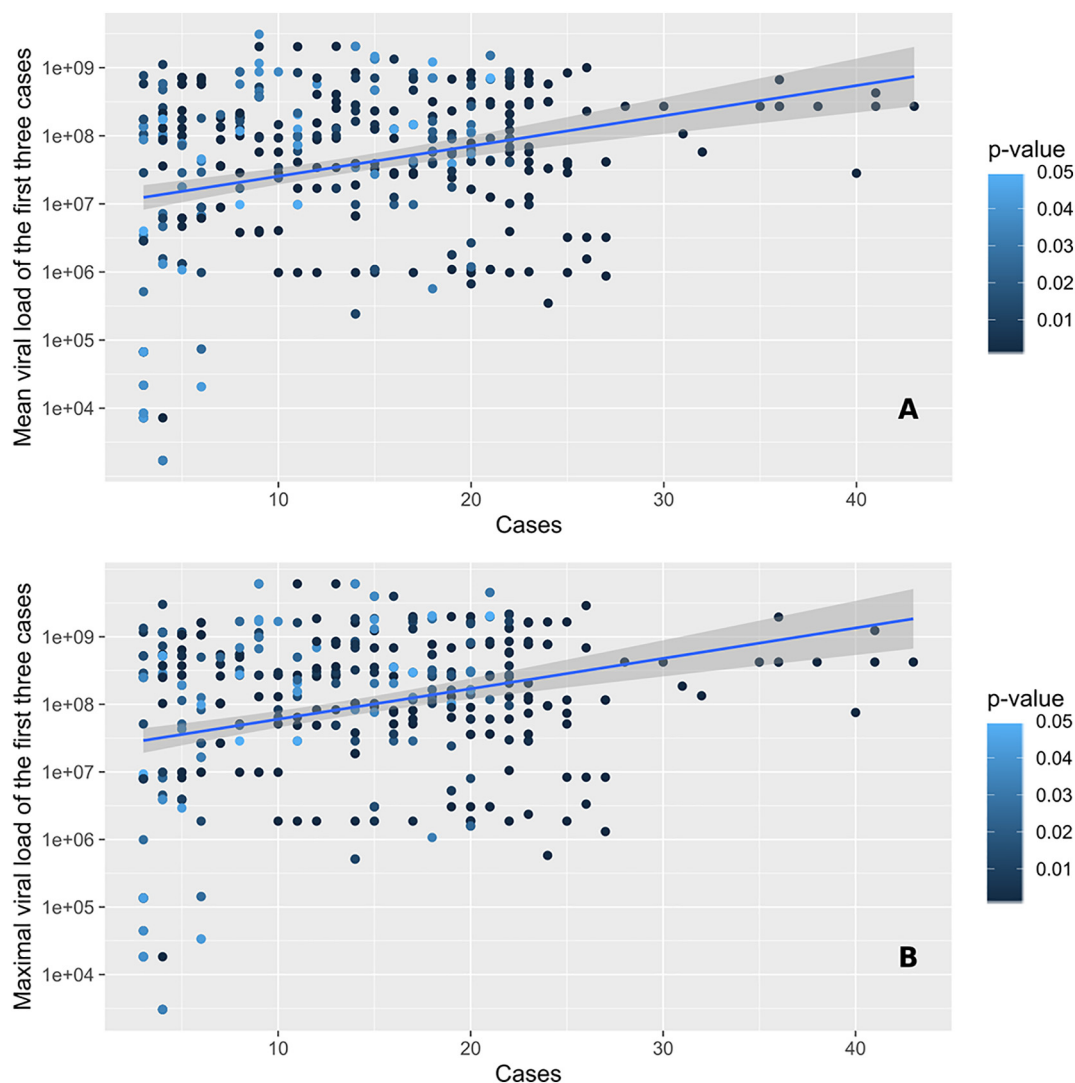 Mean viral load of the first three cases
1e+09
1e+08
1e+07
1e+06
1e+05
1e+04
10
20
30
40
Cases
A
p-value
0.05
0.04
0.03
0.02
0.01
Maximal viral load of the first three cases
1e+09
1e+08
1e+07
1e+06
1e+05
1e+04
10
20
30
40
Cases
B
p-value
0.05
0.04
0.03
0.02
0.01